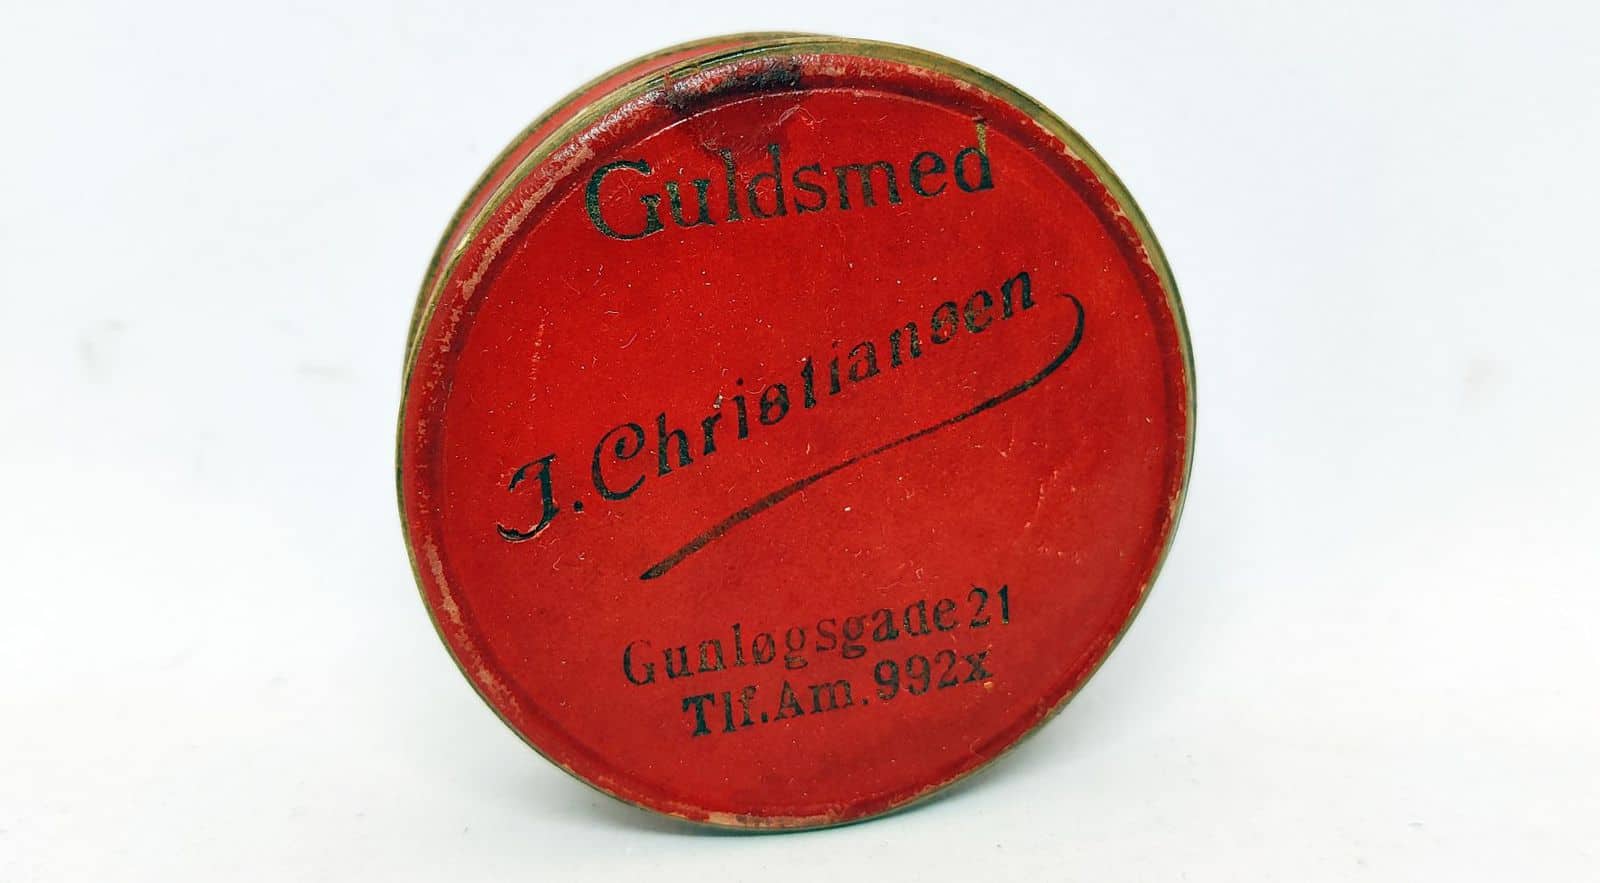 Guldsmed
J. Christiansen
Gunløgsgade 21
Tlf. Am. 992x